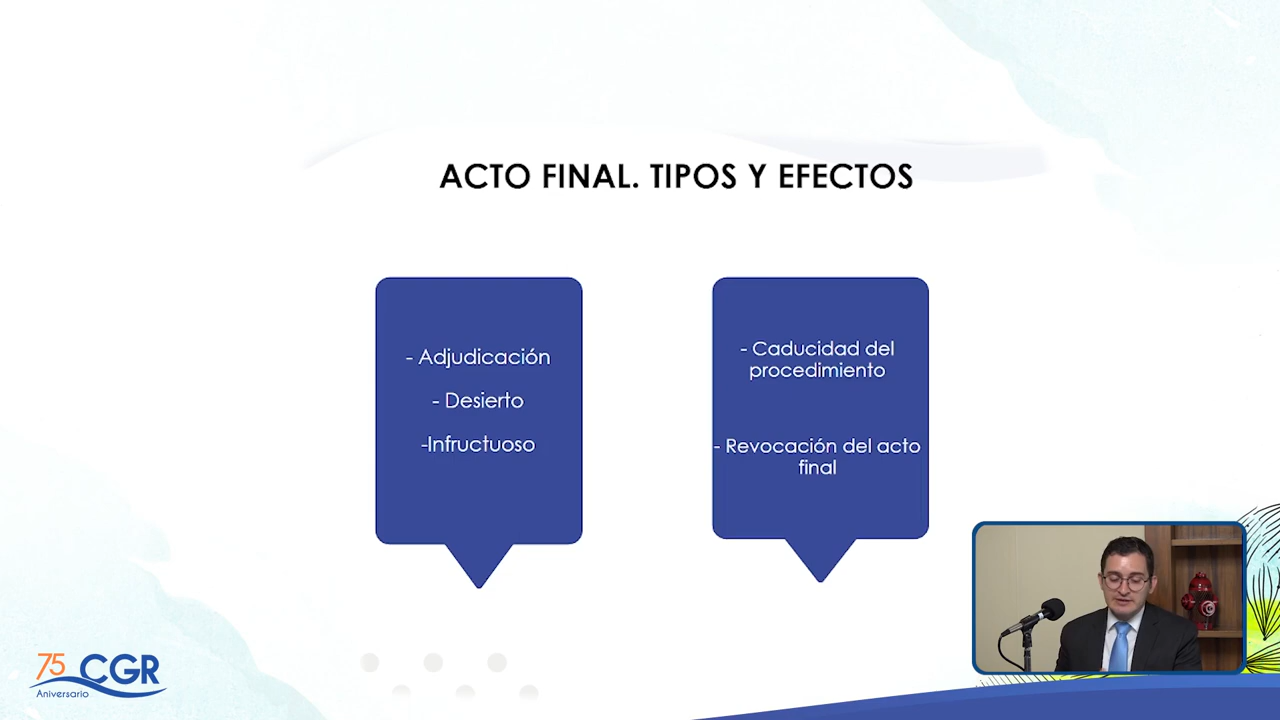 ACTO FINAL. TIPOS Y EFECTOS
- Adjudicación
- Desierto
-Infructuoso
- Caducidad del
procedimiento
- Revocación del acto
final
75 CGR
Aniversario